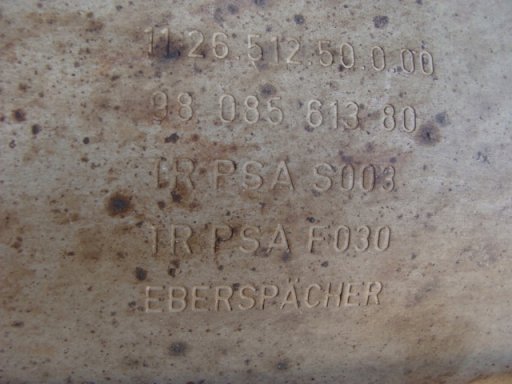 11.26.512.50.0.00
98 085 613 80
TR PSA S003
TR PSA F030
EBERSPÄCHER